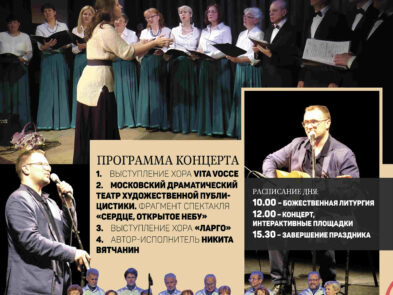 ПРОГРАММА КОНЦЕРТА
1. ВЫСТУПЛЕНИЕ ХОРА VITA VOCCE
2. МОСКОВСКИЙ ДРАМАТИЧЕСКИЙ
ТЕАТР ХУДОЖЕСТВЕННОЙ ПУБЛИ-
ЦИСТИКИ. ФРАГМЕНТ СПЕКТАКЛЯ
«СЕРДЦЕ, ОТКРЫТОЕ НЕБУ»
3. ВЫСТУПЛЕНИЕ ХОРА «ЛАРГО»
4. АВТОР-ИСПОЛНИТЕЛЬ НИКИТА
ВЯТЧАНИН
РАСПИСАНИЕ ДНЯ:
10.00 – БОЖЕСТВЕННАЯ ЛИТУРГИЯ
12.00 – КОНЦЕРТ,
ИНТЕРАКТИВНЫЕ ПЛОЩАДКИ
15.30 – ЗАВЕРШЕНИЕ ПРАЗДНИКА